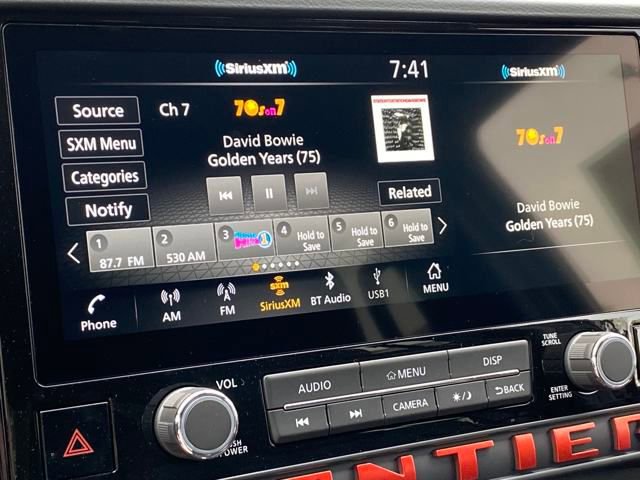 SiriusXM
7:41
SiriusXM
Source
Ch 7
70s on 7
SXM Menu
David Bowie
Golden Years (75)
Categories
Notify
Related
70s on 7
David Bowie
Golden Years (75)
1
87.7 FM
2
530 AM
3
4
Hold to
Save
5
Hold to
Save
6
Hold to
Save
Phone
AM
FM
sxm
SiriusXM
BT Audio
USB1
MENU
VOL
AUDIO
MENU
DISP
CAMERA
BACK
TUNE
SCROLL
ENTER
SETTING
POWER
NTIER